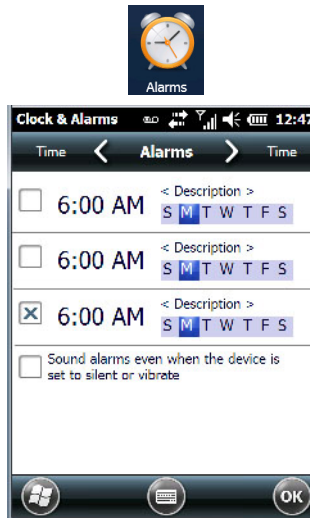 Alarms
Clock & Alarms 12:47
Time Alarms Time
6:00 AM < Description >
S M T W T F S
6:00 AM < Description >
S M T W T F S
6:00 AM < Description >
S M T W T F S
Sound alarms even when the device is
set to silent or vibrate
OK